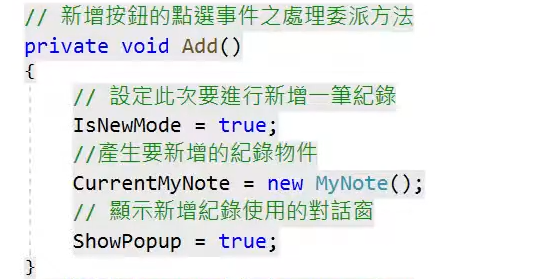 // 新增按鈕的點選事件之處理委派方法
private void Add()
{
// 設定此次要進行新增一筆紀錄
IsNewMode = true;
//產生要新增的紀錄物件
CurrentMyNote = new MyNote();
// 顯示新增紀錄使用的對話窗
ShowPopup = true;
}